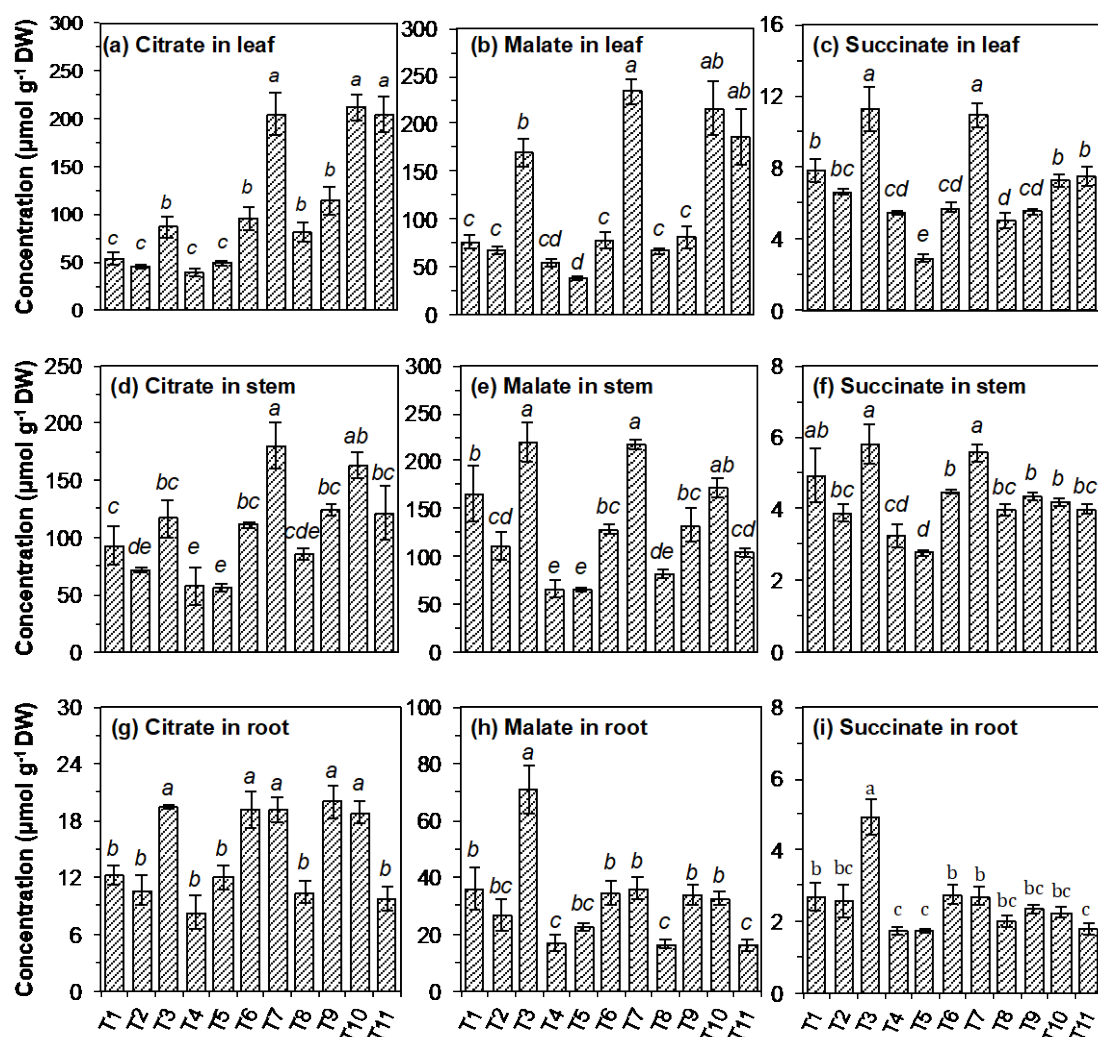 Concentration (µmol g⁻¹ DW)
300
250
200
150
100
50
0
(a) Citrate in leaf
c
c
b
c
c
b
a
b
b
a
a
300
250
200
150
100
50
0
(b) Malate in leaf
c
c
b
cd
d
c
a
c
c
ab
ab
16
12
8
4
0
(c) Succinate in leaf
b
bc
a
cd
e
cd
a
d
cd
b
b
Concentration (µmol g⁻¹ DW)
250
200
150
100
50
0
(d) Citrate in stem
c
de
bc
e
e
bc
a
cde
bc
ab
bc
300
250
200
150
100
50
0
(e) Malate in stem
b
cd
a
e
e
bc
a
de
bc
ab
cd
8
6
4
2
0
(f) Succinate in stem
ab
bc
a
cd
d
b
a
bc
b
b
bc
Concentration (µmol g⁻¹ DW)
30
24
18
12
6
0
(g) Citrate in root
b
b
a
b
b
a
a
b
a
a
b
T1 T2 T3 T4 T5 T6 T7 T8 T9 T10 T11
100
80
60
40
20
0
(h) Malate in root
b
bc
a
c
bc
b
b
c
b
b
c
T1 T2 T3 T4 T5 T6 T7 T8 T9 T10 T11
8
6
4
2
0
(i) Succinate in root
b
bc
a
c
c
b
b
bc
bc
bc
c
T1 T2 T3 T4 T5 T6 T7 T8 T9 T10 T11